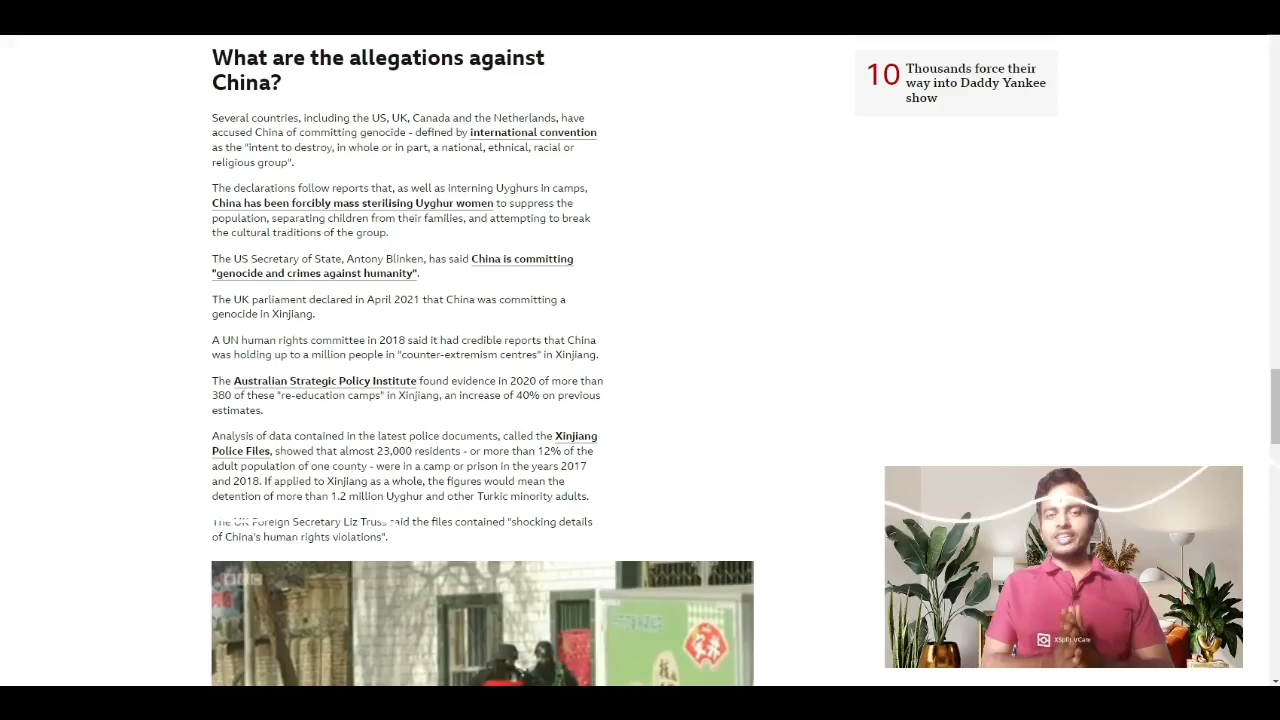 What are the allegations against
China?
Several countries, including the US, UK, Canada and the Netherlands, have
accused China of committing genocide - defined by international convention
as the "intent to destroy, in whole or in part, a national, ethnical, racial or
religious group".
The declarations follow reports that, as well as interning Uyghurs in camps,
China has been forcibly mass sterilising Uyghur women to suppress the
population, separating children from their families, and attempting to break
the cultural traditions of the group.
The US Secretary of State, Antony Blinken, has said China is committing
"genocide and crimes against humanity".
The UK parliament declared in April 2021 that China was committing a
genocide in Xinjiang.
A UN human rights committee in 2018 said it had credible reports that China
was holding up to a million people in "counter-extremism centres" in Xinjiang.
The Australian Strategic Policy Institute found evidence in 2020 of more than
380 of these "re-education camps" in Xinjiang, an increase of 40% on previous
estimates.
Analysis of data contained in the latest police documents, called the Xinjiang
Police Files, showed that almost 23,000 residents - or more than 12% of the
adult population of one county - were in a camp or prison in the years 2017
and 2018. If applied to Xinjiang as a whole, the figures would mean the
detention of more than 1.2 million Uyghur and other Turkic minority adults.
The UK Foreign Secretary Liz Truss said the files contained "shocking details
of China's human rights violations".
BBC
10 Thousands force their
way into Daddy Yankee
show
XSplit VCam